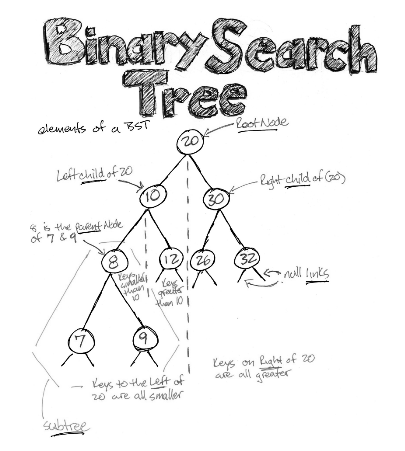 Binary Search
Tree
elements of a BST
20
Root Node
Left child of 20
10
30
Right child of (20)
8 is the Parent Node
of 7 & 9
8
12
26
32
null links
Keys
smaller
than
10
Keys
greater
than 10
7
9
Keys to the Left of
20 are all smaller
Keys on Right of 20
are all greater
subtree